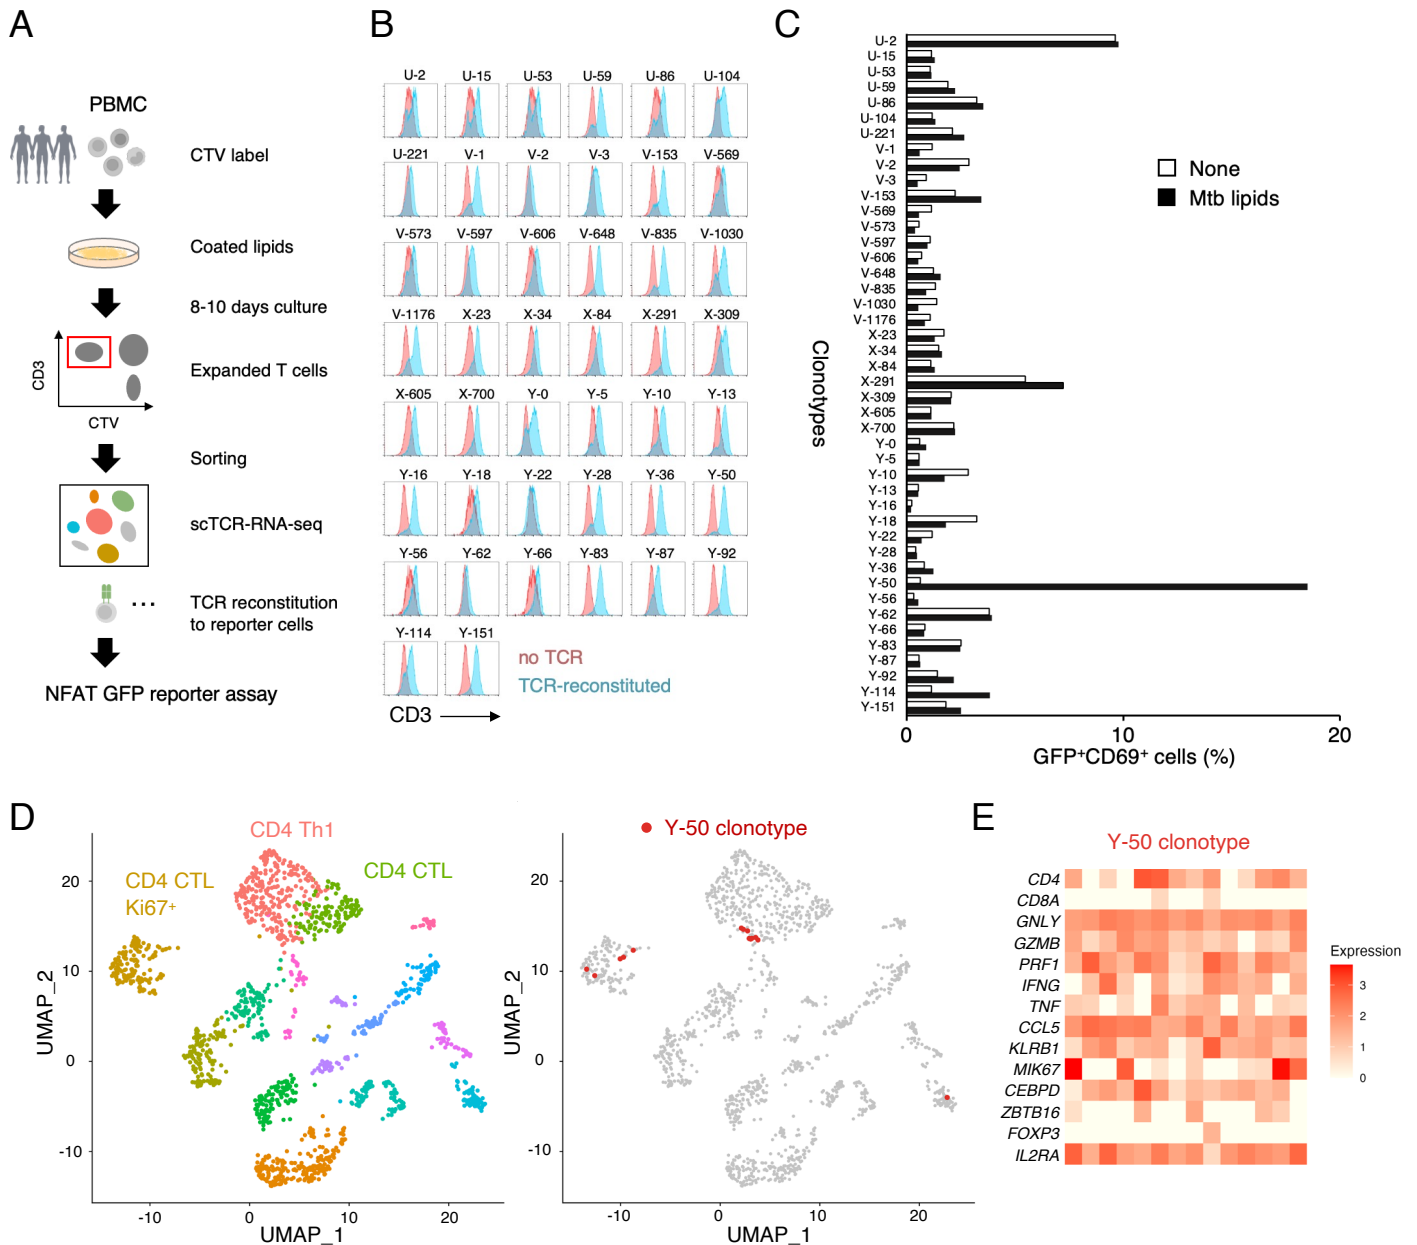 A
PBMC
CTV label
Coated lipids
8-10 days culture
CD3
CTV
Expanded T cells
Sorting
scTCR-RNA-seq
...
TCR reconstitution
to reporter cells
NFAT GFP reporter assay
B
U-2 U-15 U-53 U-59 U-86 U-104
U-221 V-1 V-2 V-3 V-153 V-569
V-573 V-597 V-606 V-648 V-835 V-1030
V-1176 X-23 X-34 X-84 X-291 X-309
X-605 X-700 Y-0 Y-5 Y-10 Y-13
Y-16 Y-18 Y-22 Y-28 Y-36 Y-50
Y-56 Y-62 Y-66 Y-83 Y-87 Y-92
Y-114 Y-151
no TCR
TCR-reconstituted
CD3
C
Clonotypes
U-2
U-15
U-53
U-59
U-86
U-104
U-221
V-1
V-2
V-3
V-153
V-569
V-573
V-597
V-606
V-648
V-835
V-1030
V-1176
X-23
X-34
X-84
X-291
X-309
X-605
X-700
Y-0
Y-5
Y-10
Y-13
Y-16
Y-18
Y-22
Y-28
Y-36
Y-50
Y-56
Y-62
Y-66
Y-83
Y-87
Y-92
Y-114
Y-151
None
Mtb lipids
0 10 20
GFP⁺CD69⁺ cells (%)
D
CD4 Th1
CD4 CTL
CD4 CTL
Ki67⁺
UMAP_2
20
10
0
-10
-10 0 10 20
UMAP_1
Y-50 clonotype
UMAP_2
20
10
0
-10
-10 0 10 20
UMAP_1
E
Y-50 clonotype
CD4
CD8A
GNLY
GZMB
PRF1
IFNG
TNF
CCL5
KLRB1
MIK67
CEBPD
ZBTB16
FOXP3
IL2RA
Expression
3
2
1
0